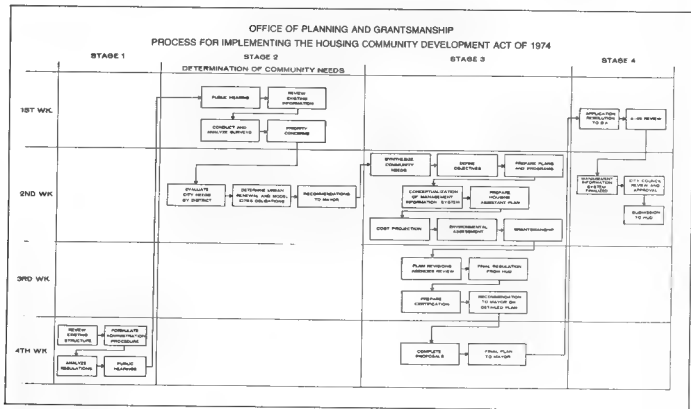 OFFICE OF PLANNING AND GRANTSMANSHIP
PROCESS FOR IMPLEMENTING THE HOUSING COMMUNITY DEVELOPMENT ACT OF 1974
STAGE 1
STAGE 2
STAGE 3
STAGE 4
DETERMINATION OF COMMUNITY NEEDS
1ST WK.
PUBLIC HEARING
REVIEW
EXISTING
INFORMATION
CONDUCT AND
ANALYZE SURVEYS
PRIORITY
CONCERNS
APPLICATION
RESOLUTION
TO
REVIEW
2ND WK
EVALUATE
CITY NEEDS
BY DISTRICT
DETERMINE URBAN
RENEWAL AND MODEL
CITIES OBLIGATIONS
RECOMMENDATIONS
TO MAYOR
SYNTHESIZE
COMMUNITY
NEEDS
DEFINE
OBJECTIVES
PREPARE PLANS
AND PROGRAMS
CONCEPTUALIZATION
OF MANAGEMENT
INFORMATION SYSTEM
PREPARE
HOUSING
ASSISTANT PLAN
COST PROJECTION
ENVIRONMENTAL
ASSESSMENT
GRANTSMANSHIP
MANAGEMENT
INFORMATION
SYSTEM
FINALIZED
CITY COUNCIL
REVIEW AND
APPROVAL
SUBMISSION
TO HUD
3RD WK
PLAN REVISIONS
AGENCIES REVIEW
FINAL REGULATION
FROM HUD
PREPARE
CERTIFICATION
RECOMMENDATION
TO MAYOR ON
DETAILED PLAN
4TH WK
REVIEW
EXISTING
STRUCTURE
FORMULATE
ADMINISTRATION
PROCEDURE
ANALYZE
REGULATIONS
PUBLIC
HEARINGS
COMPLETE
PROPOSALS
FINAL PLAN
TO MAYOR